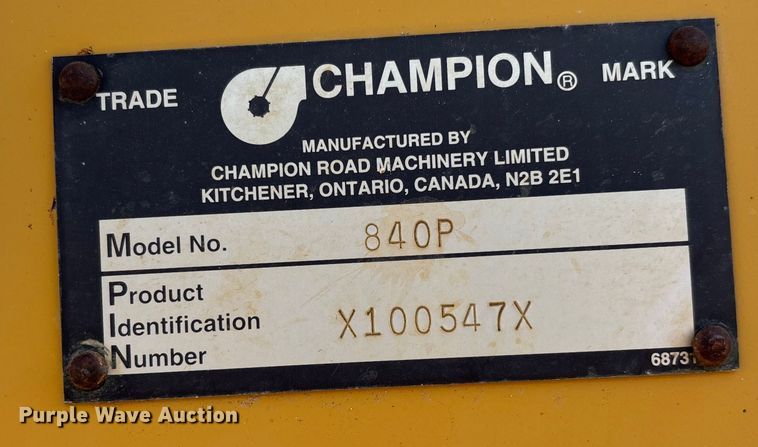 TRADE CHAMPION® MARK
MANUFACTURED BY
CHAMPION ROAD MACHINERY LIMITED
KITCHENER, ONTARIO, CANADA, N2B 2E1
Model No. 840P
Product
Identification X100547X
Number
Purple Wave Auction